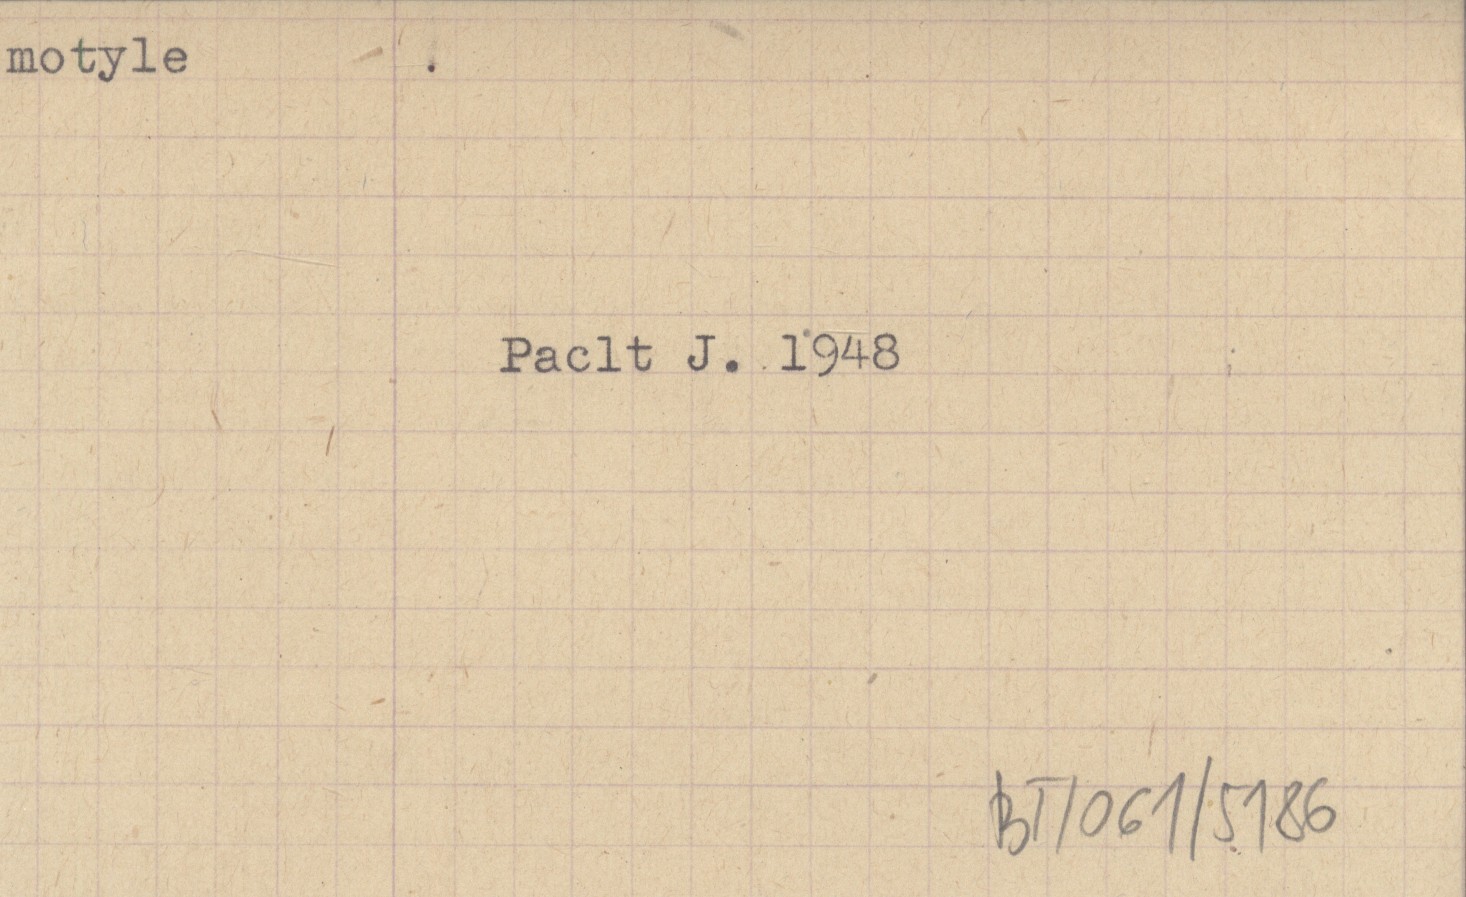 motyle
Paclt J. 1948
BT/061/5186